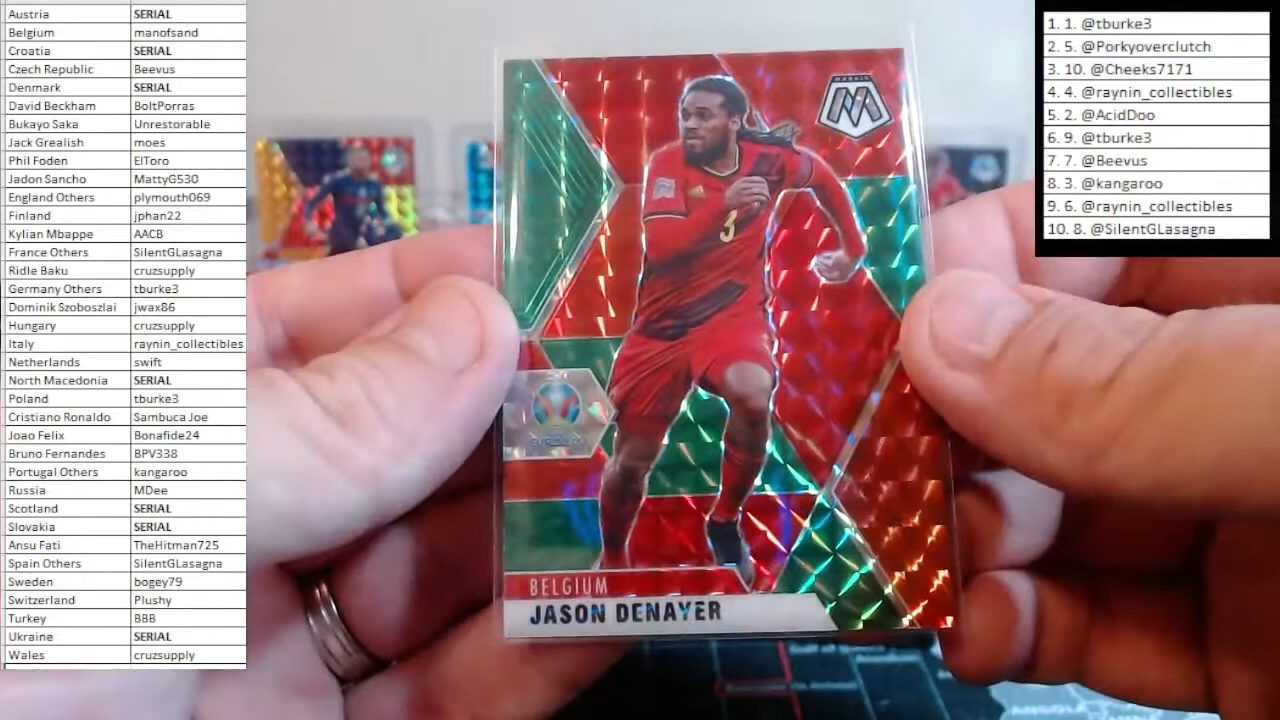 Austria SERIAL
Belgium manofsand
Croatia SERIAL
Czech Republic Beevus
Denmark SERIAL
David Beckham BoltPorras
Bukayo Saka Unrestorable
Jack Grealish moes
Phil Foden ElToro
Jadon Sancho MattyG530
England Others plymouth069
Finland jphan22
Kylian Mbappe AACB
France Others SilentGLasagna
Ridle Baku cruzsupply
Germany Others tburke3
Dominik Szoboszlai jwax86
Hungary cruzsupply
Italy raynin_collectibles
Netherlands swift
North Macedonia SERIAL
Poland tburke3
Cristiano Ronaldo Sambuca Joe
Joao Felix Bonafide24
Bruno Fernandes BPV338
Portugal Others kangaroo
Russia MDee
Scotland SERIAL
Slovakia SERIAL
Ansu Fati TheHitman725
Spain Others SilentGLasagna
Sweden bogey79
Switzerland Plushy
Turkey BBB
Ukraine SERIAL
Wales cruzsupply
MOSAIC
3
BELGIUM
JASON DENAYER
1. 1. @tburke3
2. 5. @Porkyoverclutch
3. 10. @Cheeks7171
4. 4. @raynin_collectibles
5. 2. @AcidDoo
6. 9. @tburke3
7. 7. @Beevus
8. 3. @kangaroo
9. 6. @raynin_collectibles
10. 8. @SilentGLasagna